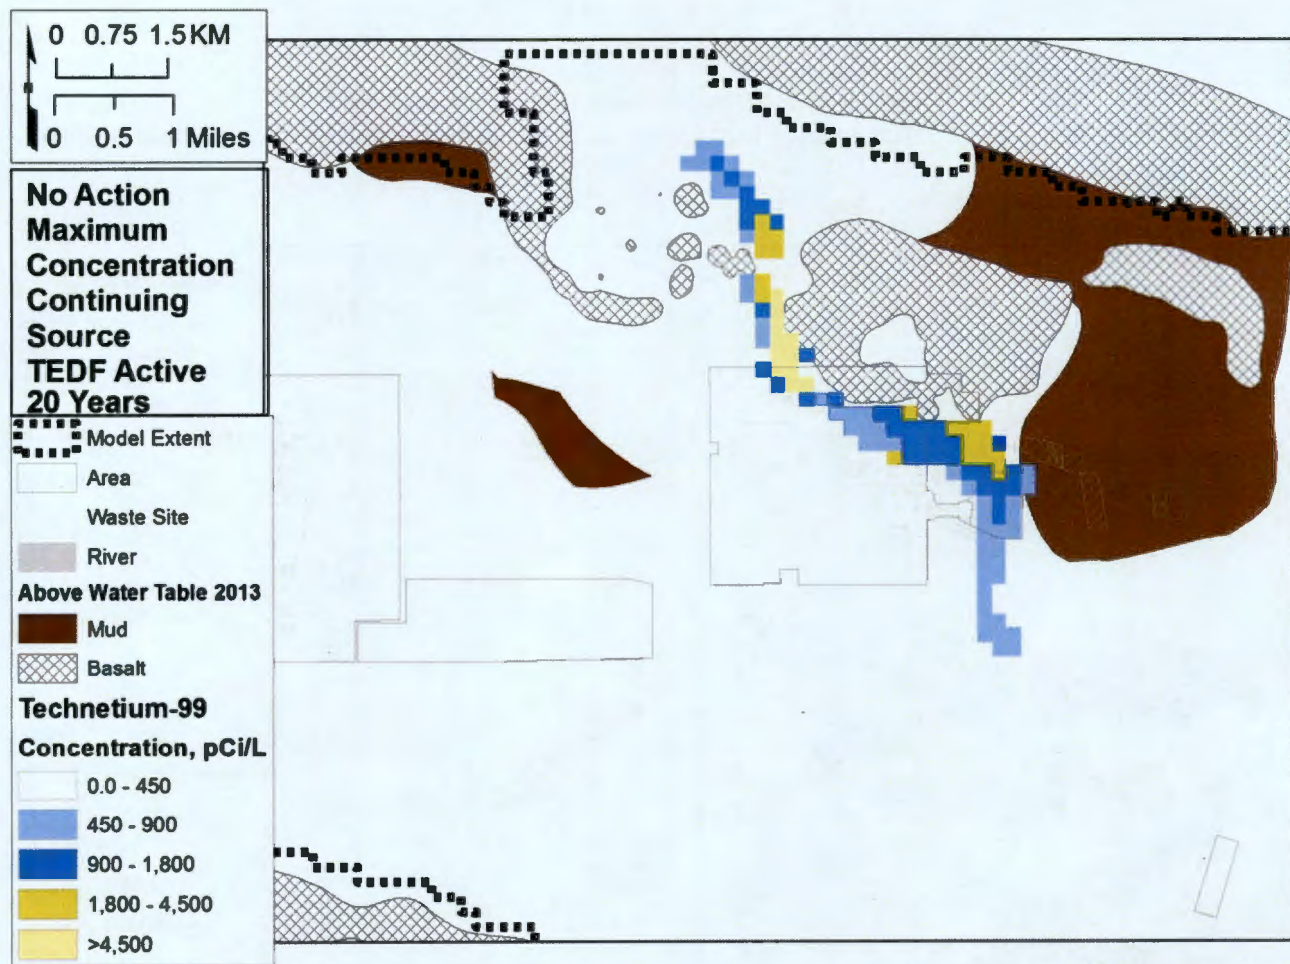 0 0.75 1.5 KM
0 0.5 1 Miles
No Action
Maximum
Concentration
Continuing
Source
TEDF Active
20 Years
Model Extent
Area
Waste Site
River
Above Water Table 2013
Mud
Basalt
Technetium-99
Concentration, pCi/L
0.0 - 450
450 - 900
900 - 1,800
1,800 - 4,500
>4,500